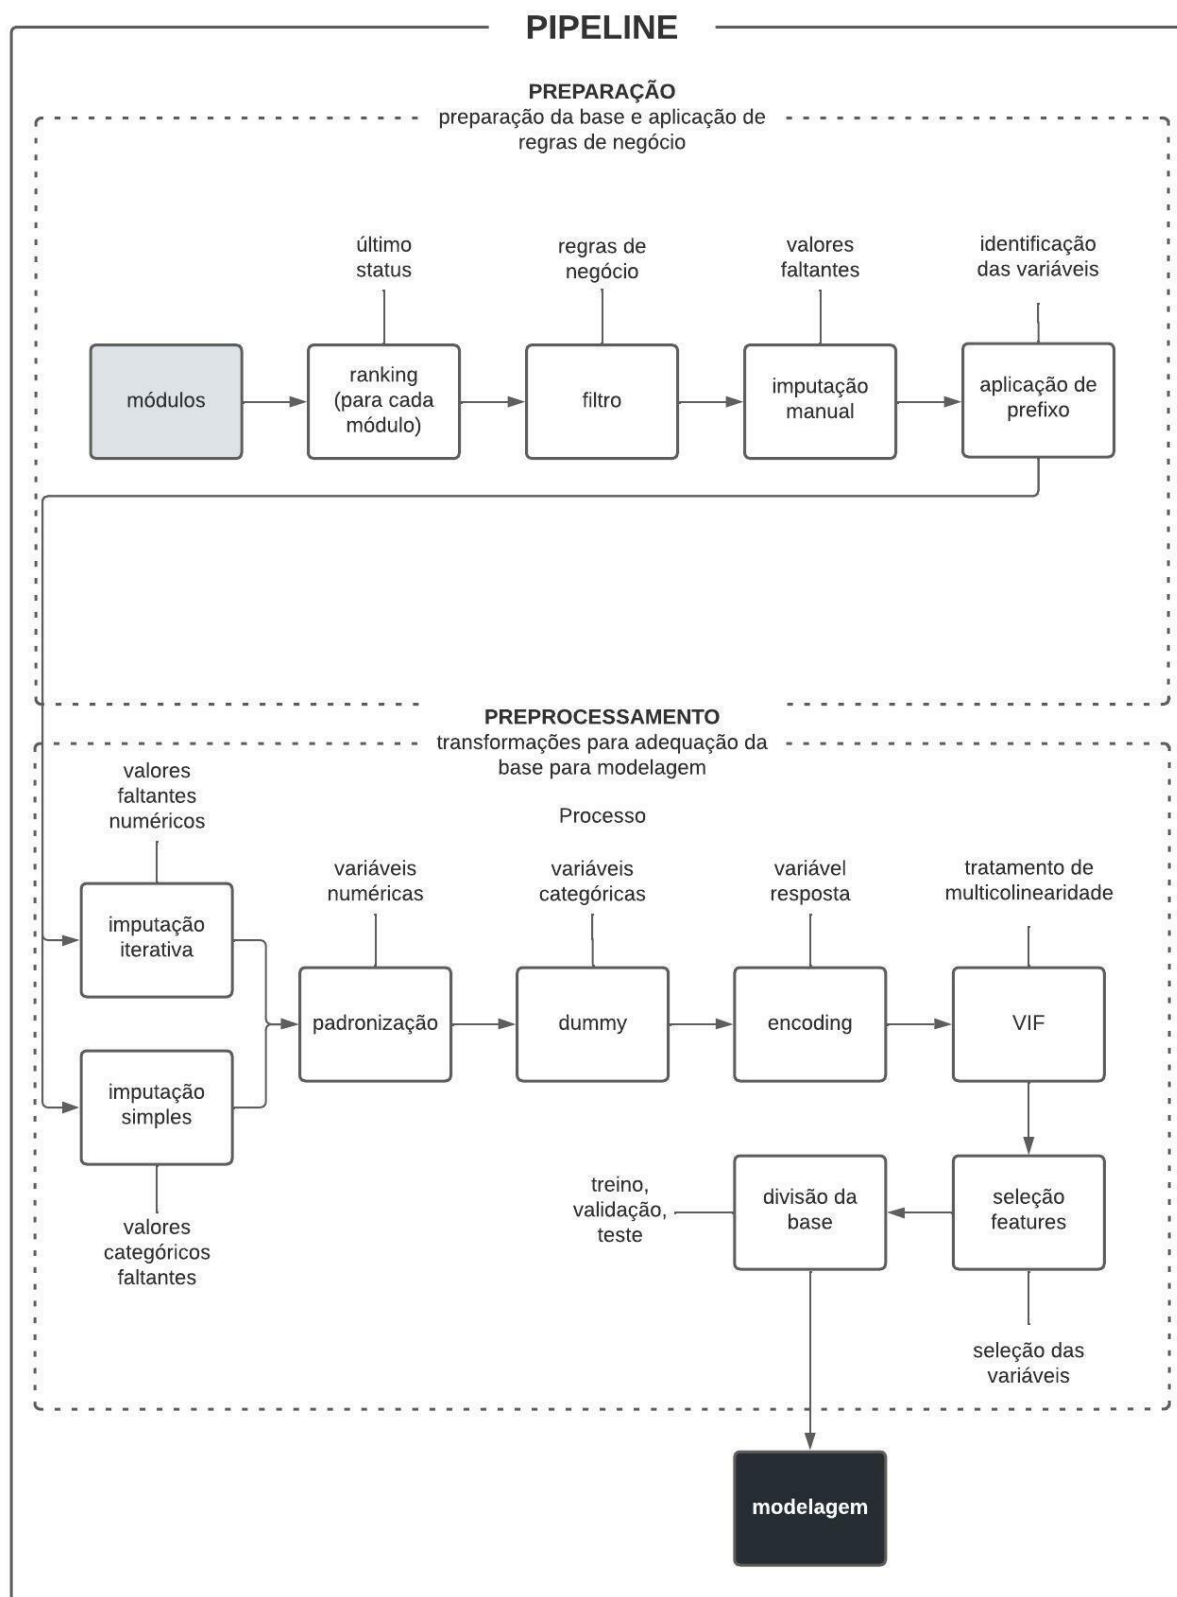 PIPELINE
PREPARAÇÃO
preparação da base e aplicação de
regras de negócio
último
status
regras de
negócio
valores
faltantes
identificação
das variáveis
módulos
ranking
(para cada
módulo)
filtro
imputação
manual
aplicação de
prefixo
PREPROCESSAMENTO
transformações para adequação da
base para modelagem
Processo
valores
faltantes
numéricos
variáveis
numéricas
variáveis
categóricas
variável
resposta
tratamento de
multicolinearidade
imputação
iterativa
padronização
dummy
encoding
VIF
imputação
simples
valores
categóricos
faltantes
treino,
validação,
teste
divisão da
base
seleção
features
seleção das
variáveis
modelagem